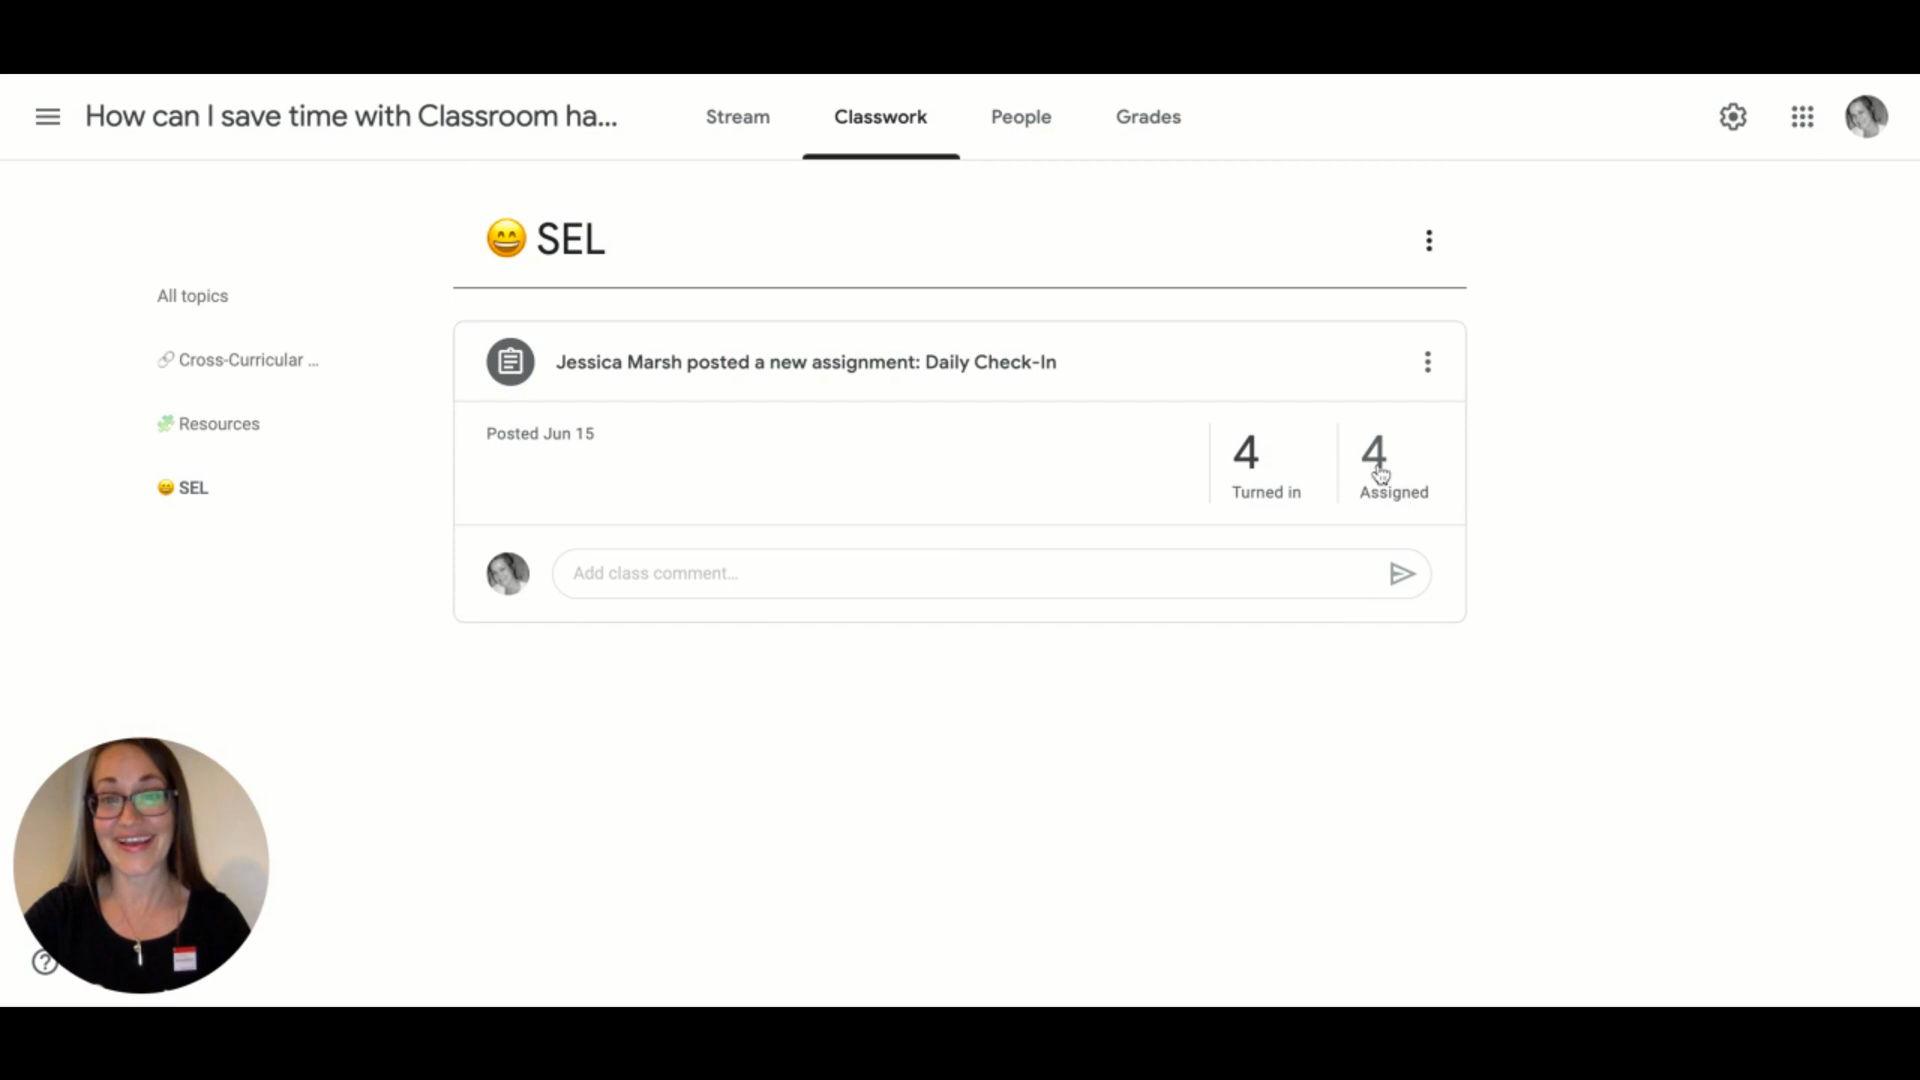 How can I save time with Classroom ha...
Stream
Classwork
People
Grades
😄 SEL
All topics
🔗 Cross-Curricular ...
🧩 Resources
😄 SEL
Jessica Marsh posted a new assignment: Daily Check-In
Posted Jun 15
4
Turned in
4
Assigned
Add class comment...